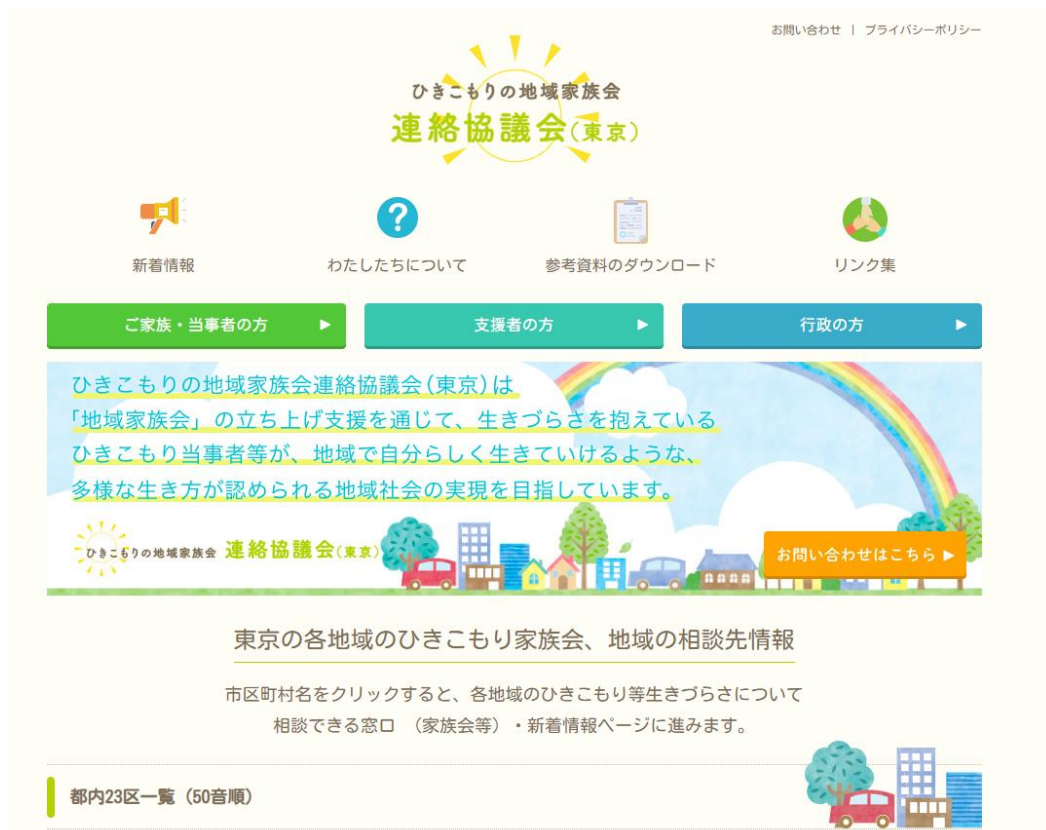 お問い合わせ | プライバシーポリシー
ひきこもりの地域家族会
連絡協議会(東京)
新着情報
わたしたちについて
参考資料のダウンロード
リンク集
ご家族・当事者の方 ▶
支援者の方 ▶
行政の方 ▶
ひきこもりの地域家族会連絡協議会(東京)は
「地域家族会」の立ち上げ支援を通じて、生きづらさを抱えている
ひきこもり当事者等が、地域で自分らしく生きていけるような、
多様な生き方が認められる地域社会の実現を目指しています。
ひきこもりの地域家族会 連絡協議会(東京)
お問い合わせはこちら ▶
東京の各地域のひきこもり家族会、地域の相談先情報
市区町村名をクリックすると、各地域のひきこもり等生きづらさについて
相談できる窓口 (家族会等)・新着情報ページに進みます。
都内23区一覧(50音順)